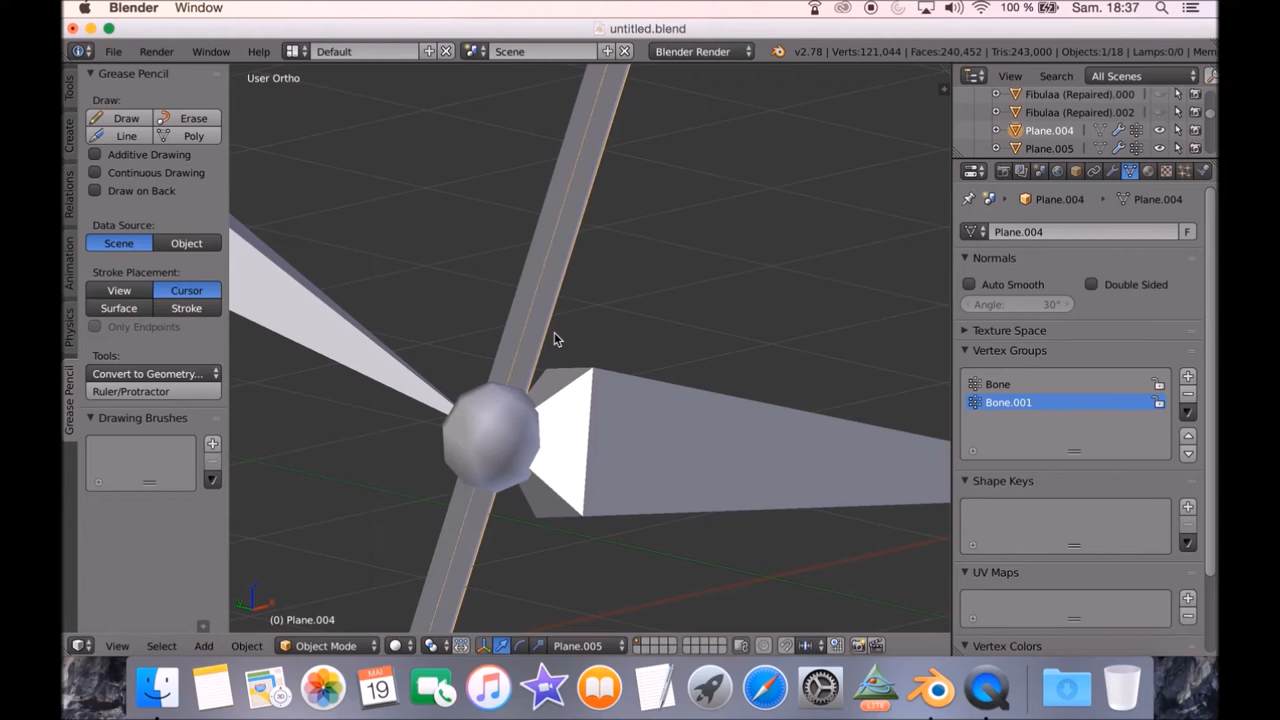 Blender Window 100 % Sam. 18:37
untitled.blend
File Render Window Help Default Scene Blender Render v2.78 | Verts:121,044 | Faces:240,452 | Tris:243,000 | Objects:1/18 | Lamps:0/0 | Mem
Grease Pencil
Draw:
Draw Erase
Line Poly
Additive Drawing
Continuous Drawing
Draw on Back
Data Source:
Scene Object
Stroke Placement:
View Cursor
Surface Stroke
Only Endpoints
Tools:
Convert to Geometry...
Ruler/Protractor
Drawing Brushes
Tools
Create
Relations
Animation
Physics
Grease Pencil
User Ortho
(0) Plane.004
View Select Add Object Object Mode Plane.005
View Search All Scenes
Fibulaa (Repaired).000
Fibulaa (Repaired).002
Plane.004
Plane.005
Plane.004 Plane.004
Plane.004 F
Normals
Auto Smooth Double Sided
Angle: 30°
Texture Space
Vertex Groups
Bone
Bone.001
Shape Keys
UV Maps
Vertex Colors
MAI
19
LITE